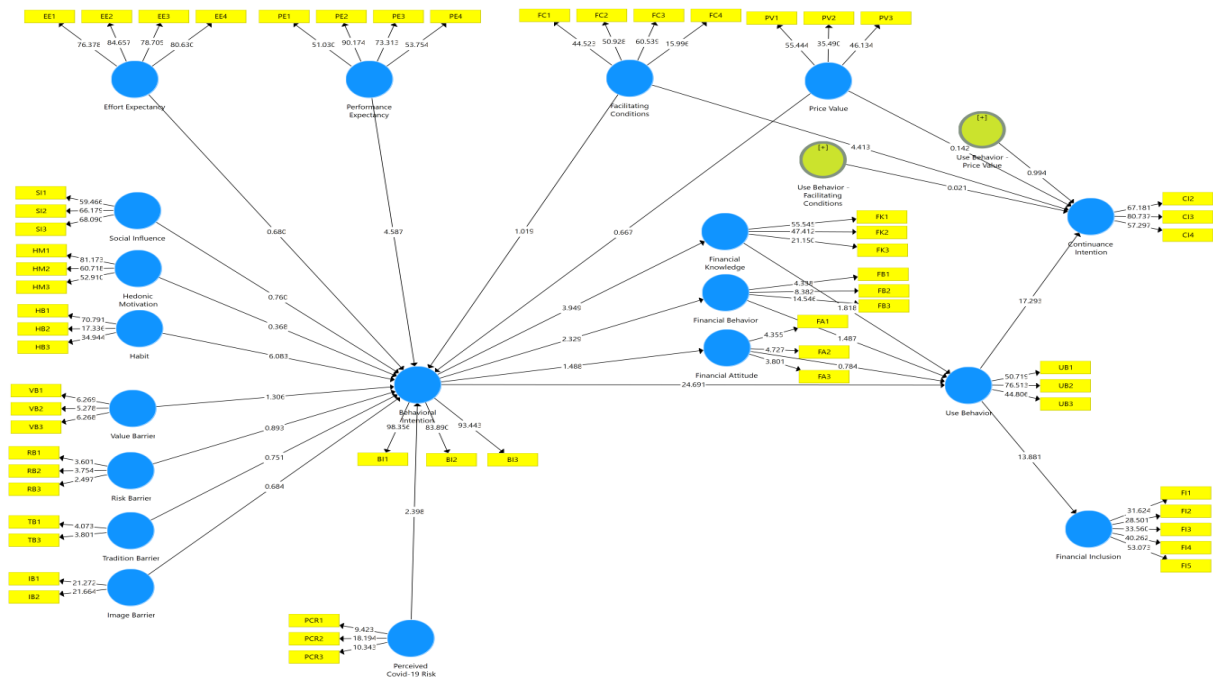 EE1 EE2 EE3 EE4 PE1 PE2 PE3 PE4 FC1 FC2 FC3 FC4 PV1 PV2 PV3
76.378 84.657 78.705 80.630 51.030 90.174 73.313 53.754 44.523 50.928 60.539 15.998 55.444 35.490 46.134
Effort Expectancy
Performance
Expectancy
Facilitating
Conditions
Price Value
[+]
Use Behavior -
Price Value
[+]
Use Behavior -
Facilitating
Conditions
4.413
0.142
0.994
0.021
SI1
SI2
SI3
59.466
66.179
68.090
Social Influence
HM1
HM2
HM3
81.173
60.718
52.910
Hedonic
Motivation
HB1
HB2
HB3
70.791
17.336
34.944
Habit
0.680
4.587
1.019
0.667
0.760
0.368
6.083
CI2
CI3
CI4
67.181
80.737
57.293
Continuance
Intention
Financial
Knowledge
55.545
47.412
21.150
FK1
FK2
FK3
Financial Behavior
8.382
14.546
FB1
FB2
FB3
Financial Attitude
4.355
4.727
3.801
FA1
FA2
FA3
3.949
2.329
1.488
1.818
1.487
0.784
24.691
17.293
Behavioral
Intention
98.356
83.890
93.443
BI1
BI2
BI3
Use Behavior
50.719
76.513
44.806
UB1
UB2
UB3
VB1
VB2
VB3
6.269
5.278
6.268
Value Barrier
1.306
RB1
RB2
RB3
3.601
3.754
2.497
Risk Barrier
0.893
TB1
TB3
4.073
3.801
Tradition Barrier
0.751
IB1
IB2
21.272
21.664
Image Barrier
0.684
2.398
13.881
Financial Inclusion
31.624
28.501
33.560
40.262
53.073
FI1
FI2
FI3
FI4
FI5
PCR1
PCR2
PCR3
9.423
18.194
10.343
Perceived
Covid-19 Risk